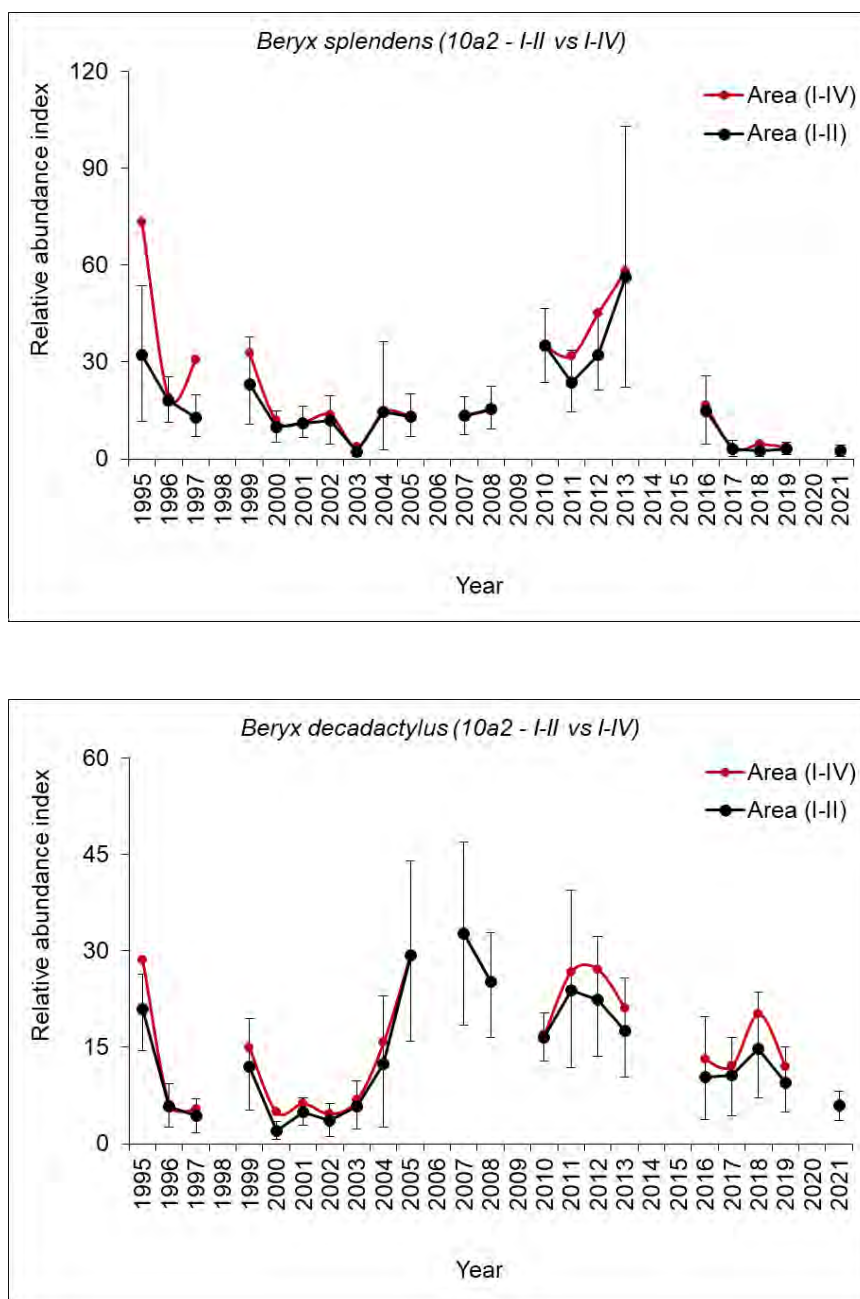 Beryx splendens (10a2 - I-II vs I-IV)
120
90
60
30
0
Relative abundance index
Area (I-IV)
Area (I-II)
1995 1996 1997 1998 1999 2000 2001 2002 2003 2004 2005 2006 2007 2008 2009 2010 2011 2012 2013 2014 2015 2016 2017 2018 2019 2020 2021
Year
Beryx decadactylus (10a2 - I-II vs I-IV)
60
45
30
15
0
Relative abundance index
Area (I-IV)
Area (I-II)
1995 1996 1997 1998 1999 2000 2001 2002 2003 2004 2005 2006 2007 2008 2009 2010 2011 2012 2013 2014 2015 2016 2017 2018 2019 2020 2021
Year